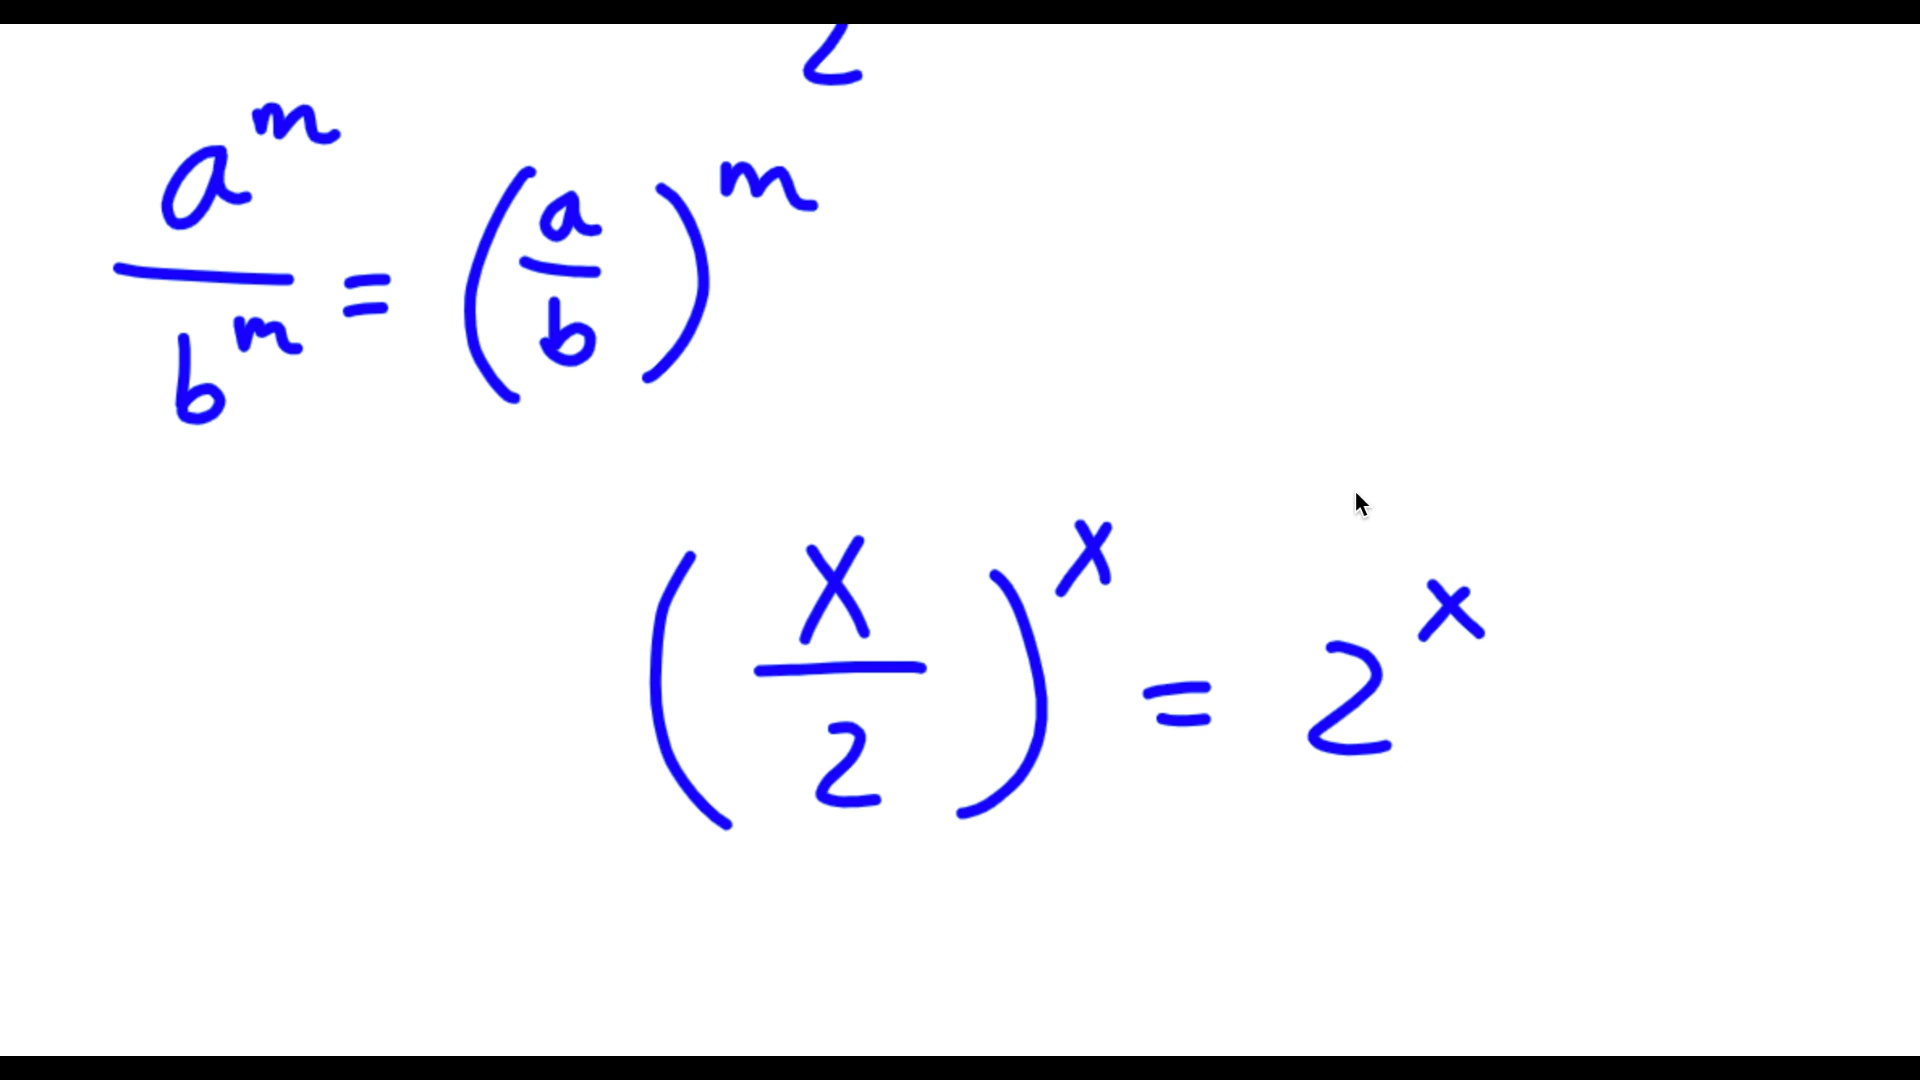 2
a^m / b^m = (a / b)^m
(x / 2)^x = 2^x